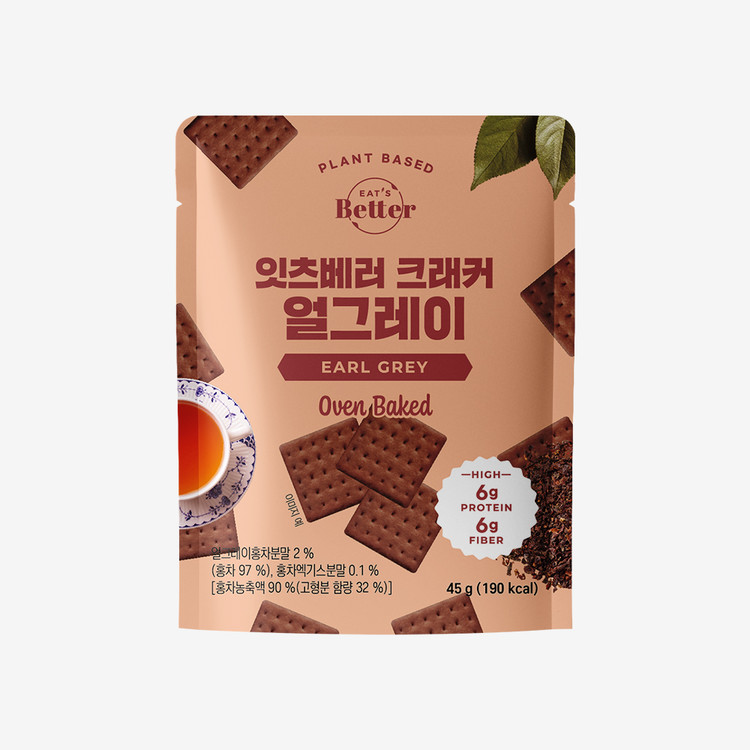 PLANT BASED
EAT'S
Better
잇츠베러 크래커
얼그레이
EARL GREY
Oven Baked
이미지 예
HIGH
6g
PROTEIN
6g
FIBER
얼그레이홍차분말 2 %
(홍차 97 %), 홍차엑기스분말 0.1 %
[홍차농축액 90 %(고형분 함량 32 %)]
45 g (190 kcal)